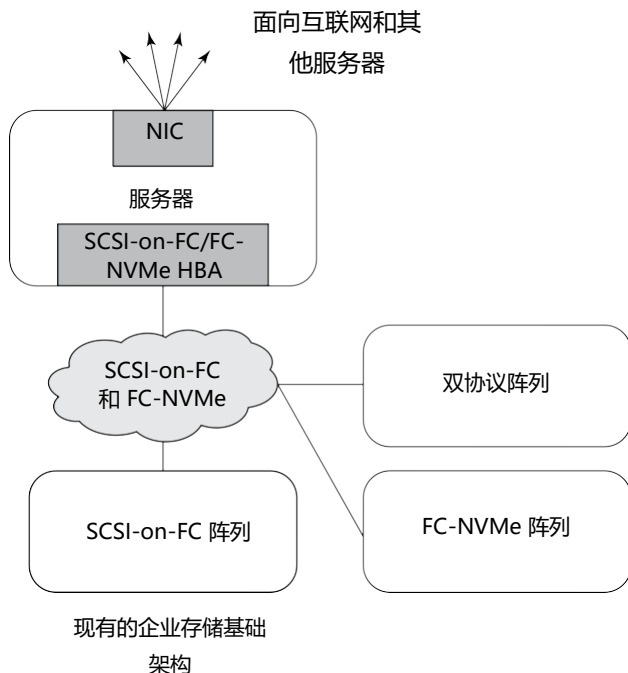 面向互联网和其
他服务器
NIC
服务器
SCSI-on-FC/FC-
NVMe HBA
SCSI-on-FC
和 FC-NVMe
双协议阵列
SCSI-on-FC 阵列
FC-NVMe 阵列
现有的企业存储基础
架构